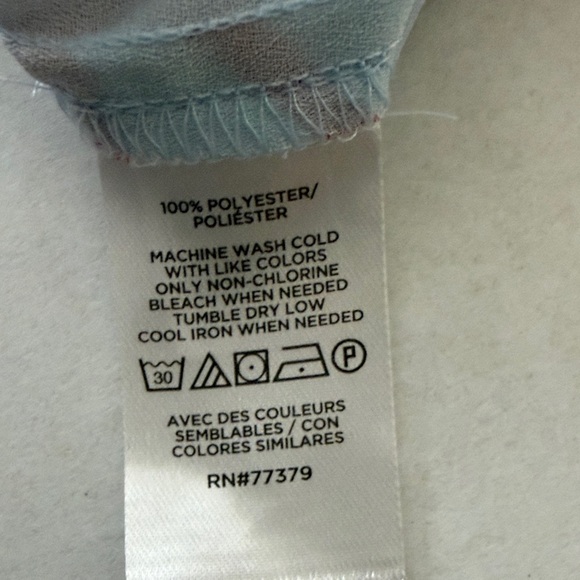 100% POLYESTER/
POLIÉSTER
MACHINE WASH COLD
WITH LIKE COLORS
ONLY NON-CHLORINE
BLEACH WHEN NEEDED
TUMBLE DRY LOW
COOL IRON WHEN NEEDED
30 P
AVEC DES COULEURS
SEMBLABLES / CON
COLORES SIMILARES
RN#77379